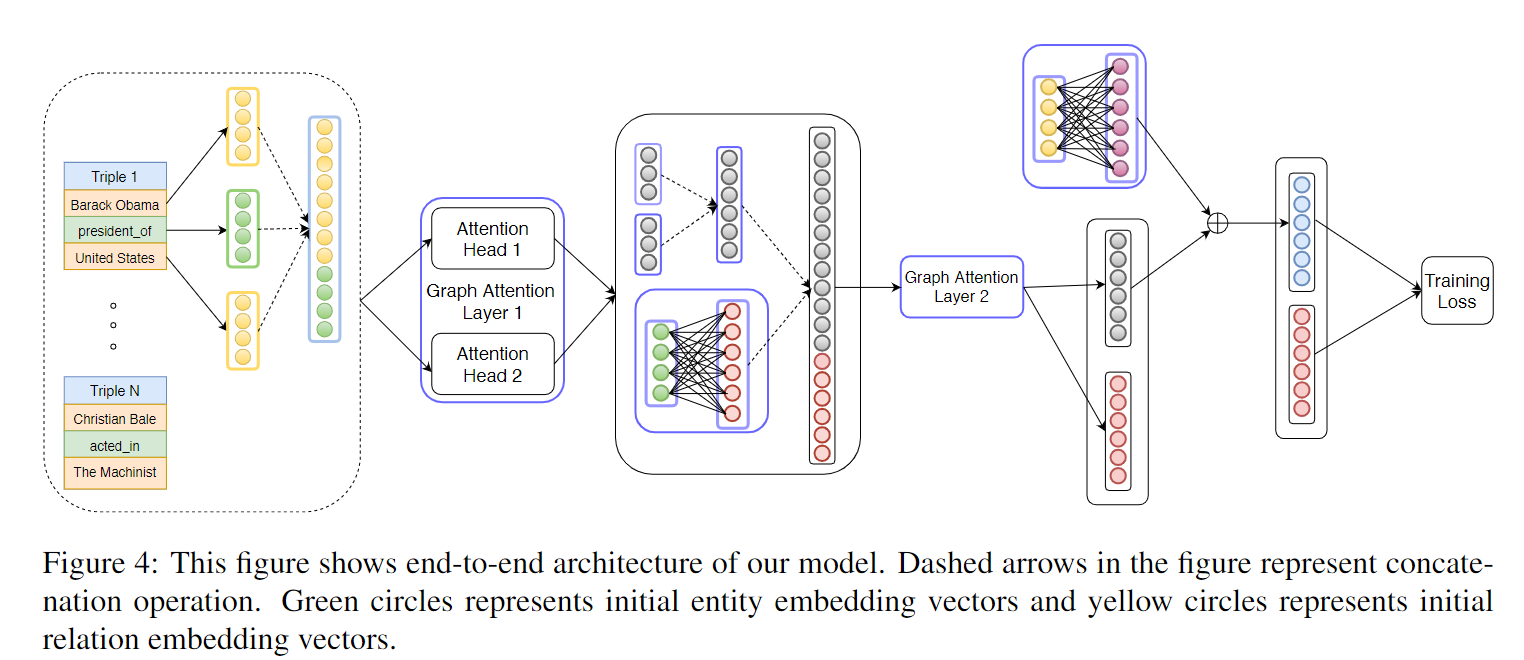 Triple 1
Barack Obama
president_of
United States
Triple N
Christian Bale
acted_in
The Machinist
Attention
Head 1
Graph Attention
Layer 1
Attention
Head 2
Graph Attention
Layer 2
Training
Loss
Figure 4: This figure shows end-to-end architecture of our model. Dashed arrows in the figure represent concate-
nation operation. Green circles represents initial entity embedding vectors and yellow circles represents initial
relation embedding vectors.